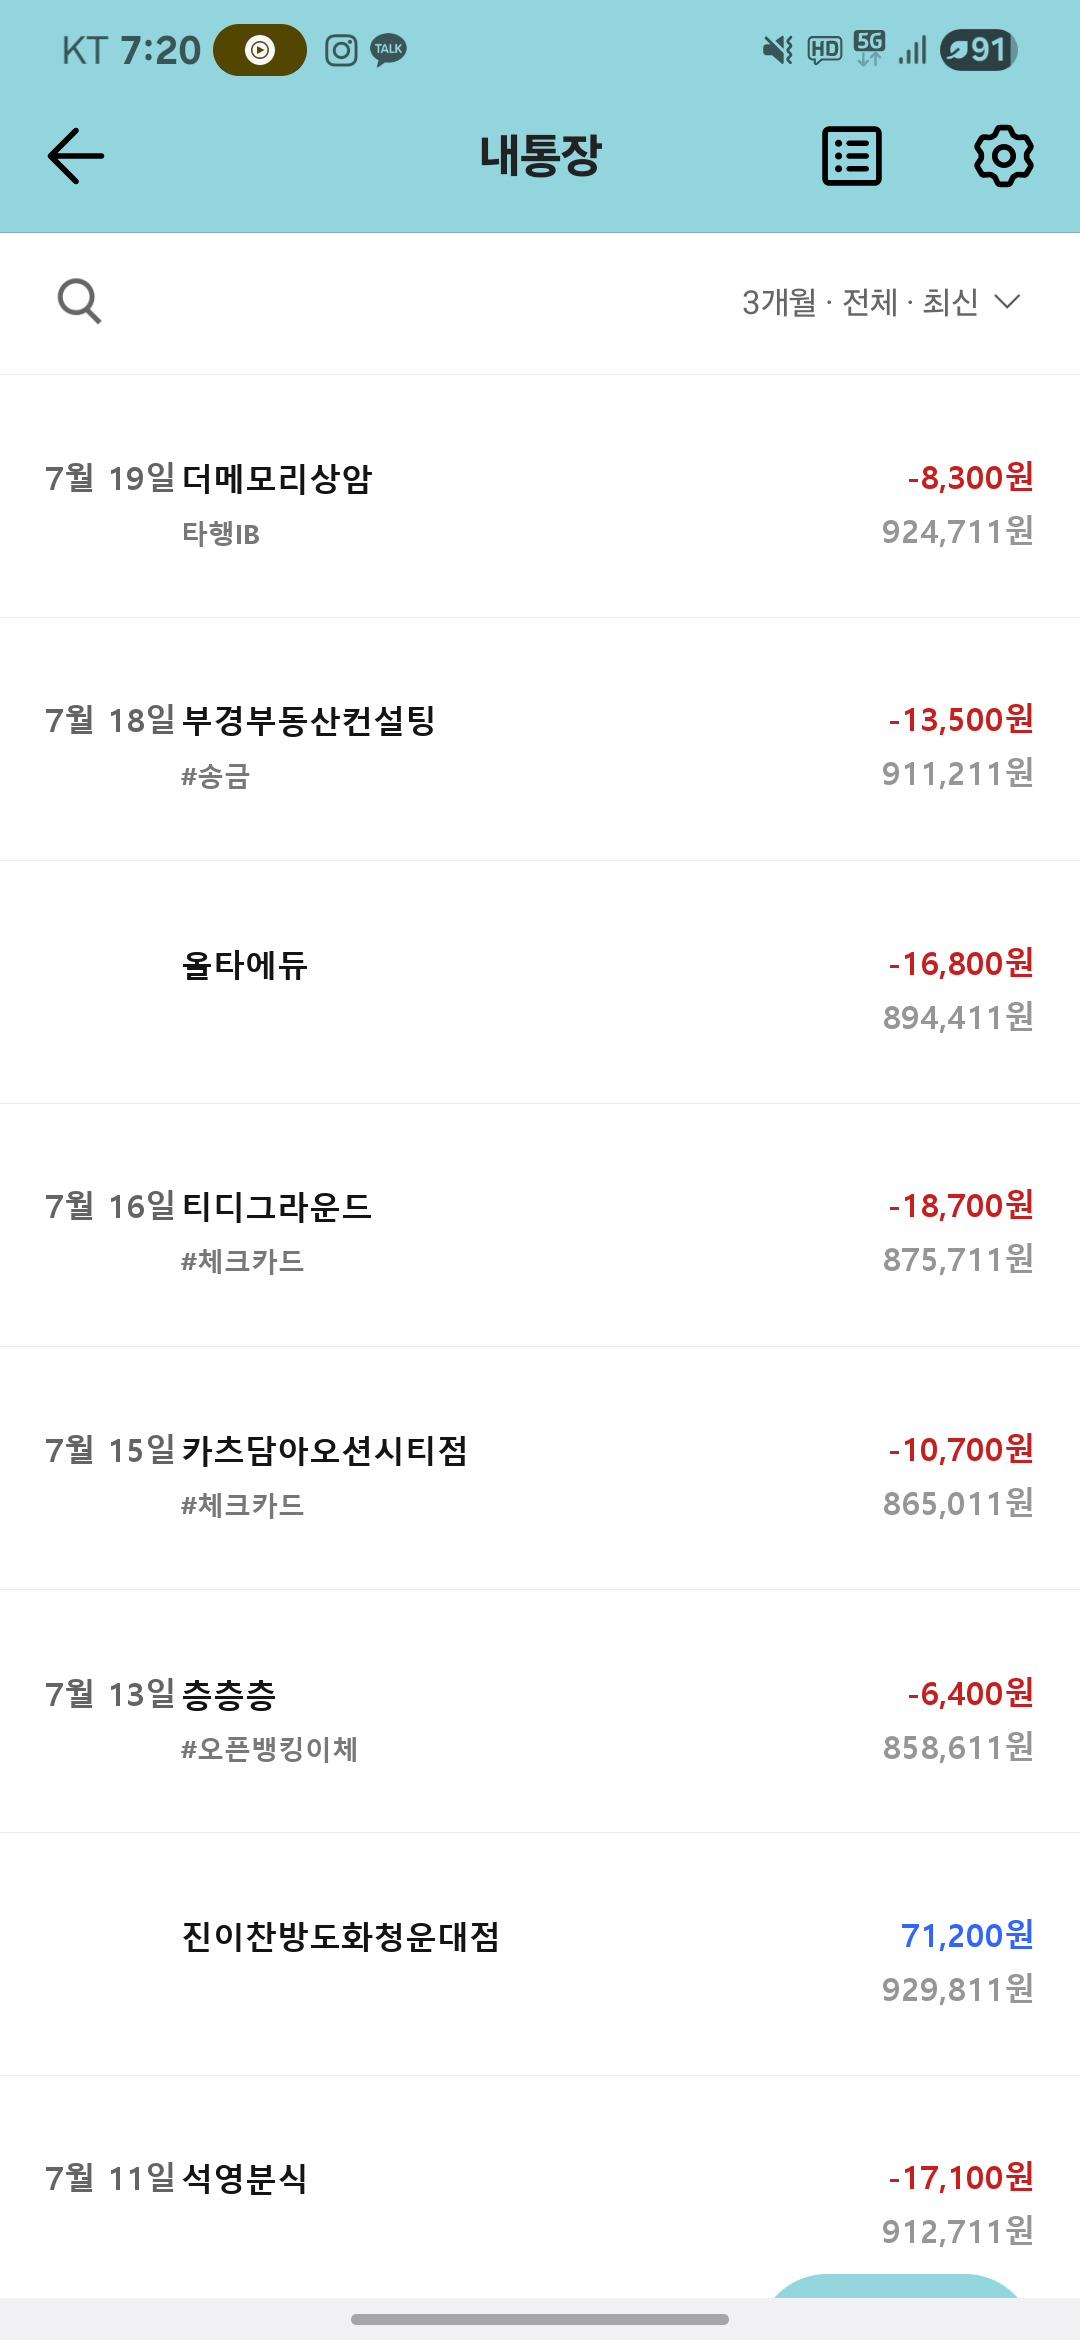 KT 7:20 TALK HD 5G 91
내통장
3개월 · 전체 · 최신
7월 19일 더메모리상암 -8,300원
타행IB 924,711원
7월 18일 부경부동산컨설팅 -13,500원
#송금 911,211원
올타에듀 -16,800원
894,411원
7월 16일 티디그라운드 -18,700원
#체크카드 875,711원
7월 15일 카츠담아오션시티점 -10,700원
#체크카드 865,011원
7월 13일 층층층 -6,400원
#오픈뱅킹이체 858,611원
진이찬방도화청운대점 71,200원
929,811원
7월 11일 석영분식 -17,100원
912,711원